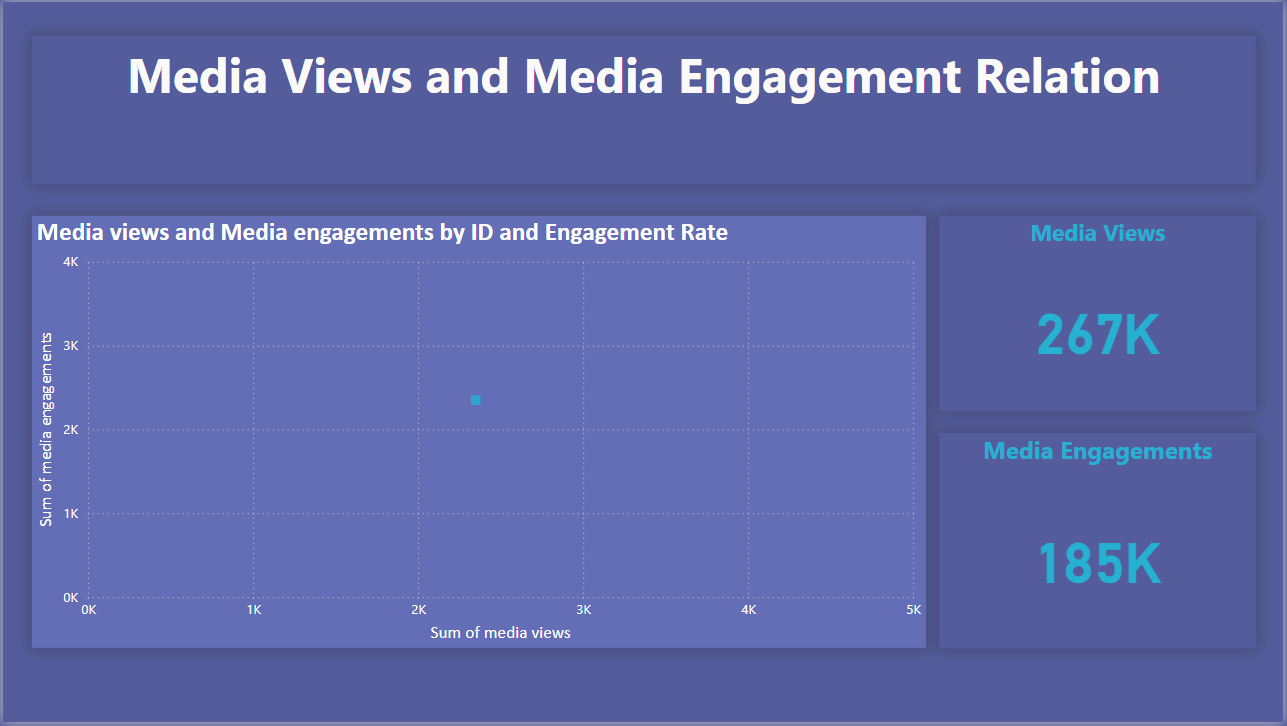 Media Views and Media Engagement Relation
Media views and Media engagements by ID and Engagement Rate
4K
3K
2K
1K
0K
Sum of media engagements
0K 1K 2K 3K 4K 5K
Sum of media views
Media Views
267K
Media Engagements
185K